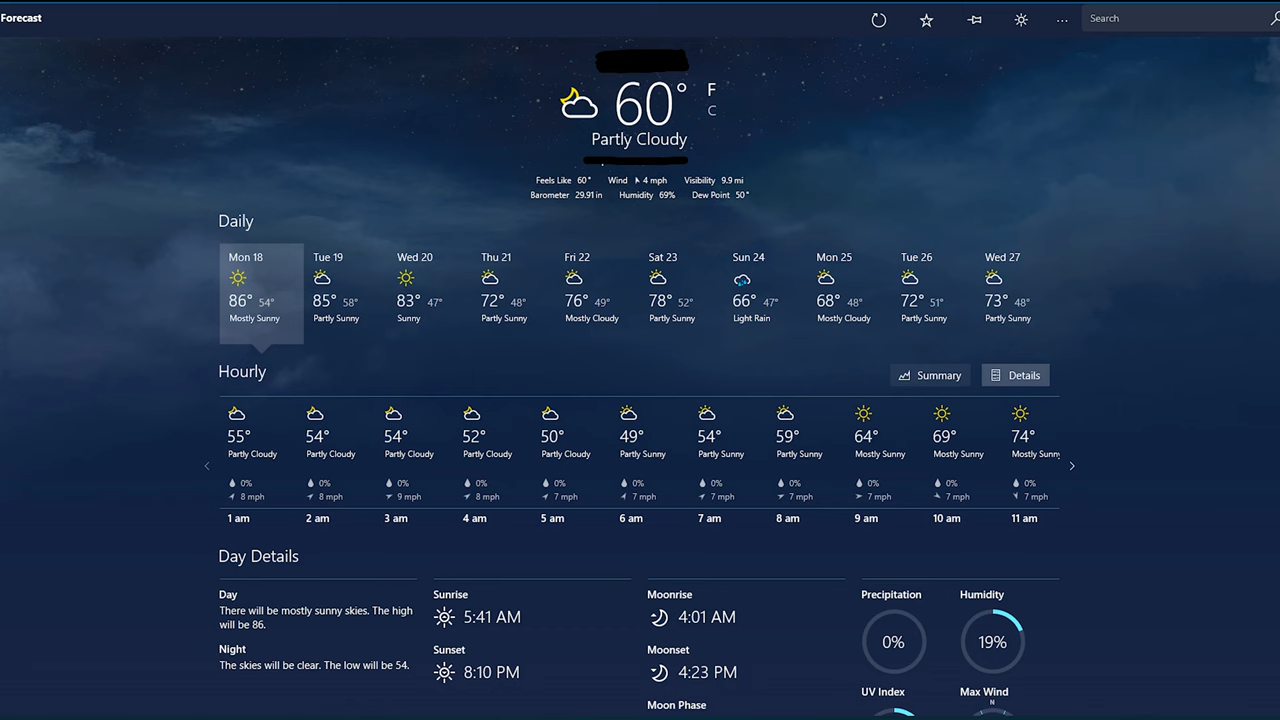 Forecast
Search
60° F
C
Partly Cloudy
Feels Like 60° Wind 4 mph Visibility 9.9 mi
Barometer 29.91 in Humidity 69% Dew Point 50°
Daily
Mon 18 Tue 19 Wed 20 Thu 21 Fri 22 Sat 23 Sun 24 Mon 25 Tue 26 Wed 27
86° 54° 85° 58° 83° 47° 72° 48° 76° 49° 78° 52° 66° 47° 68° 48° 72° 51° 73° 48°
Mostly Sunny Partly Sunny Sunny Partly Sunny Mostly Cloudy Partly Sunny Light Rain Mostly Cloudy Partly Sunny Partly Sunny
Hourly Summary Details
55° 54° 54° 52° 50° 49° 54° 59° 64° 69° 74°
Partly Cloudy Partly Cloudy Partly Cloudy Partly Cloudy Partly Cloudy Partly Sunny Partly Sunny Partly Sunny Mostly Sunny Mostly Sunny Mostly Sunny
0% 0% 0% 0% 0% 0% 0% 0% 0% 0% 0%
8 mph 8 mph 9 mph 8 mph 7 mph 7 mph 7 mph 7 mph 7 mph 7 mph 7 mph
1 am 2 am 3 am 4 am 5 am 6 am 7 am 8 am 9 am 10 am 11 am
Day Details
Day
There will be mostly sunny skies. The high
will be 86.
Night
The skies will be clear. The low will be 54.
Sunrise
5:41 AM
Sunset
8:10 PM
Moonrise
4:01 AM
Moonset
4:23 PM
Moon Phase
Precipitation Humidity
0% 19%
UV Index Max Wind
N